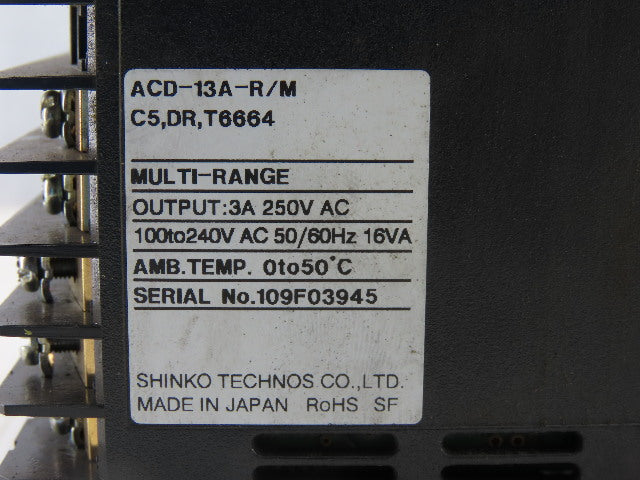 ACD-13A-R/M
C5,DR,T6664
MULTI-RANGE
OUTPUT:3A 250V AC
100to240V AC 50/60Hz 16VA
AMB.TEMP. 0to50°C
SERIAL No.109F03945
SHINKO TECHNOS CO.,LTD.
MADE IN JAPAN RoHS SF